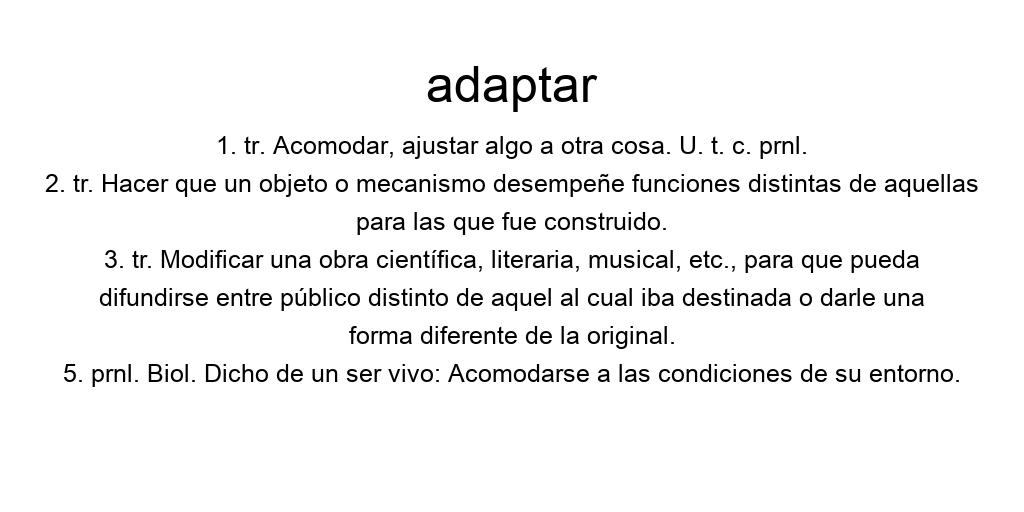 adaptar
1. tr. Acomodar, ajustar algo a otra cosa. U. t. c. prnl.
2. tr. Hacer que un objeto o mecanismo desempeñe funciones distintas de aquellas
para las que fue construido.
3. tr. Modificar una obra científica, literaria, musical, etc., para que pueda
difundirse entre público distinto de aquel al cual iba destinada o darle una
forma diferente de la original.
5. prnl. Biol. Dicho de un ser vivo: Acomodarse a las condiciones de su entorno.